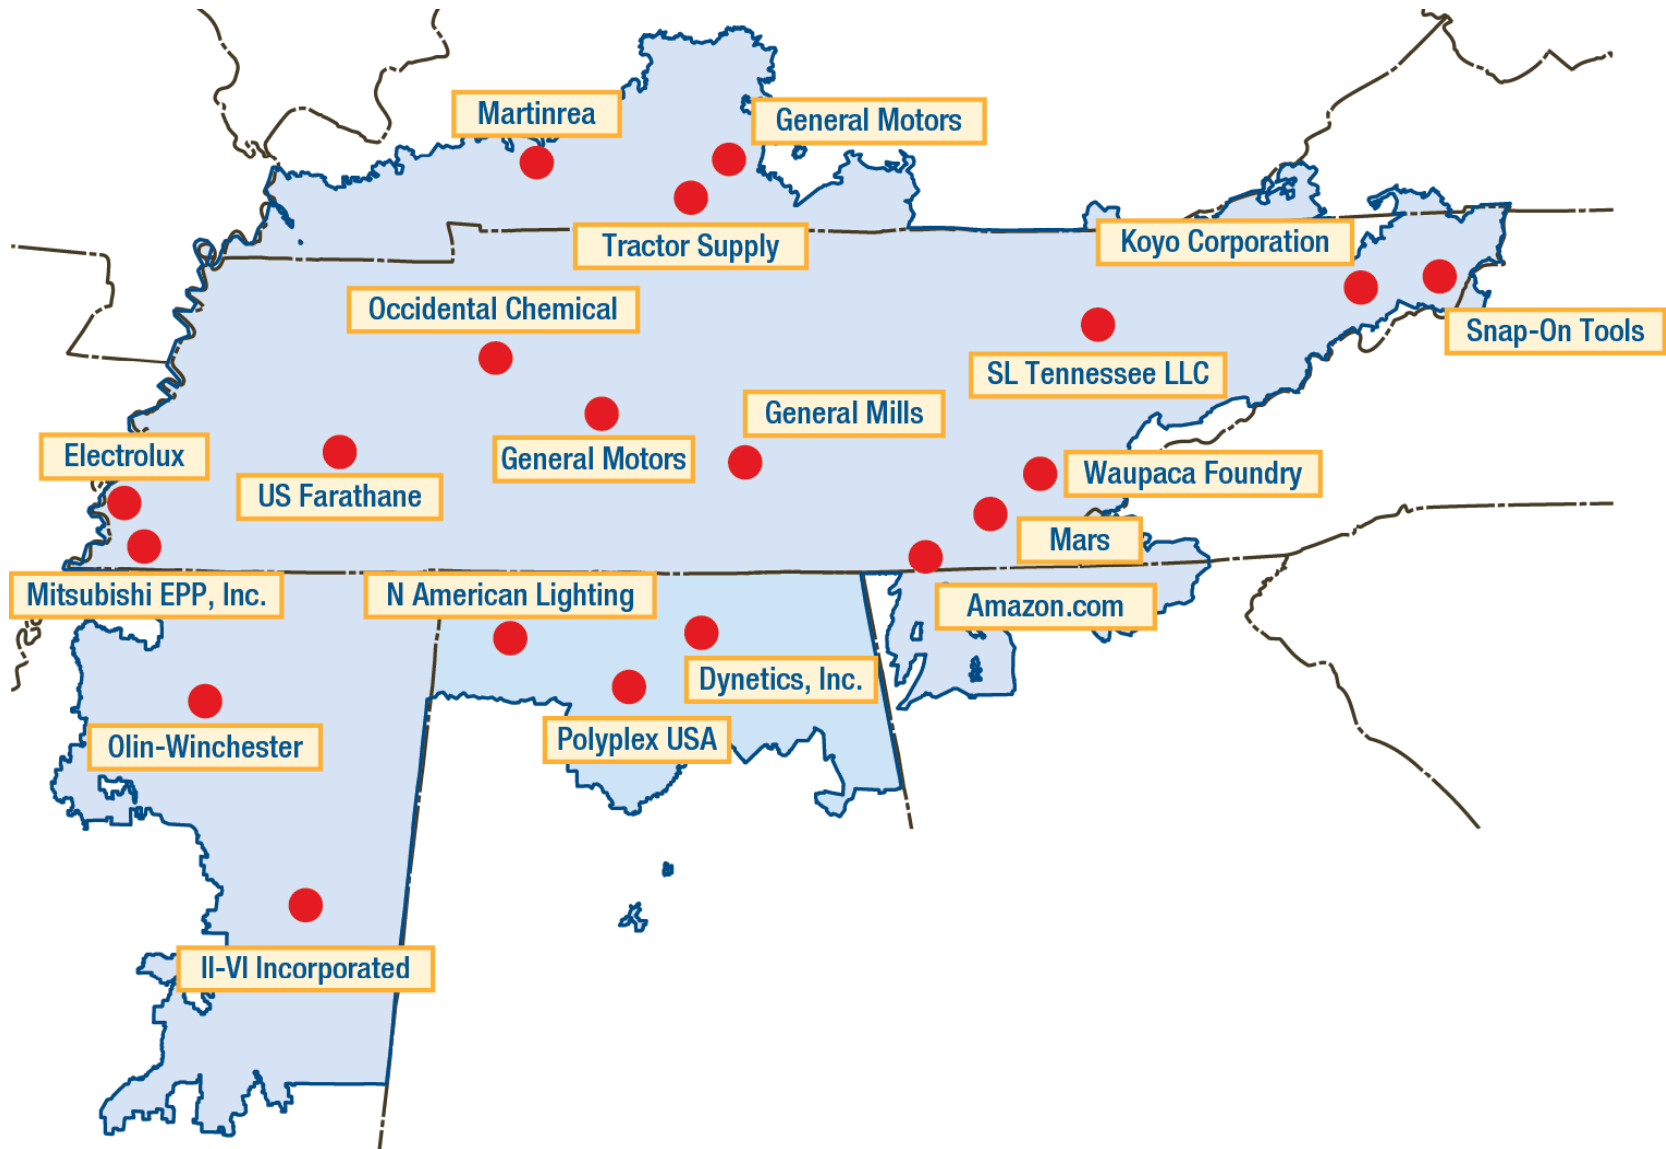 Martinrea
General Motors
Tractor Supply
Koyo Corporation
Occidental Chemical
Snap-On Tools
SL Tennessee LLC
General Mills
Electrolux
General Motors
Waupaca Foundry
US Farathane
Mars
Mitsubishi EPP, Inc.
N American Lighting
Amazon.com
Dynetics, Inc.
Polyplex USA
Olin-Winchester
II-VI Incorporated